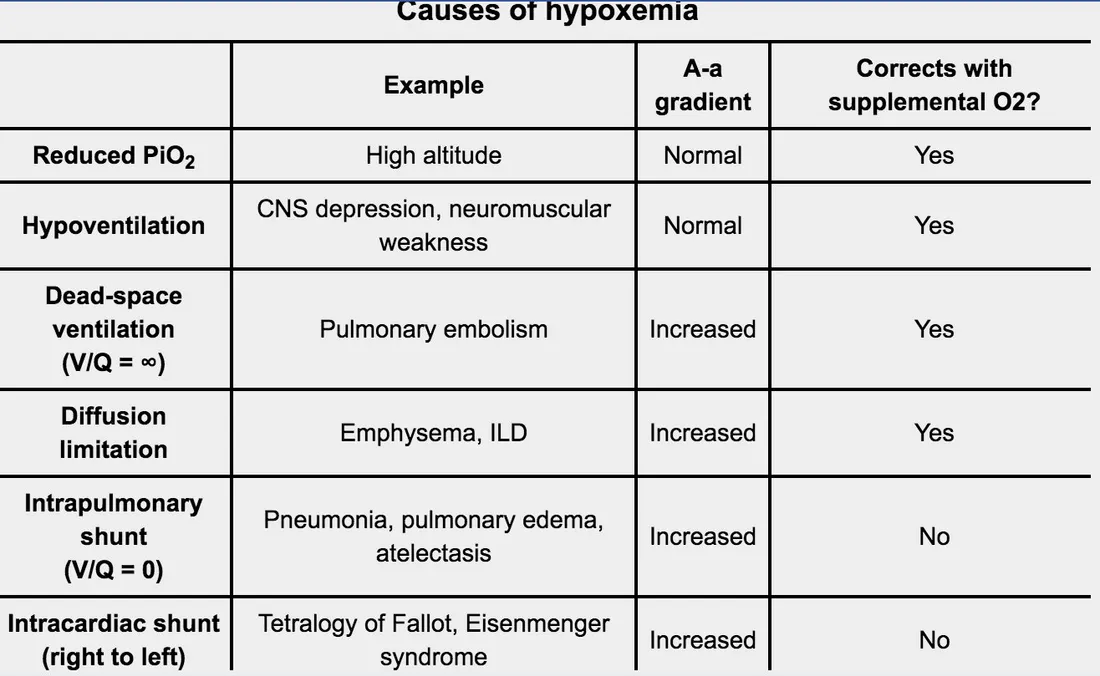 Causes of hypoxemia
Example
A-a
gradient
Corrects with
supplemental O2?
Reduced PiO₂
High altitude
Normal
Yes
Hypoventilation
CNS depression, neuromuscular
weakness
Normal
Yes
Dead-space
ventilation
(V/Q = ∞)
Pulmonary embolism
Increased
Yes
Diffusion
limitation
Emphysema, ILD
Increased
Yes
Intrapulmonary
shunt
(V/Q = 0)
Pneumonia, pulmonary edema,
atelectasis
Increased
No
Intracardiac shunt
(right to left)
Tetralogy of Fallot, Eisenmenger
syndrome
Increased
No